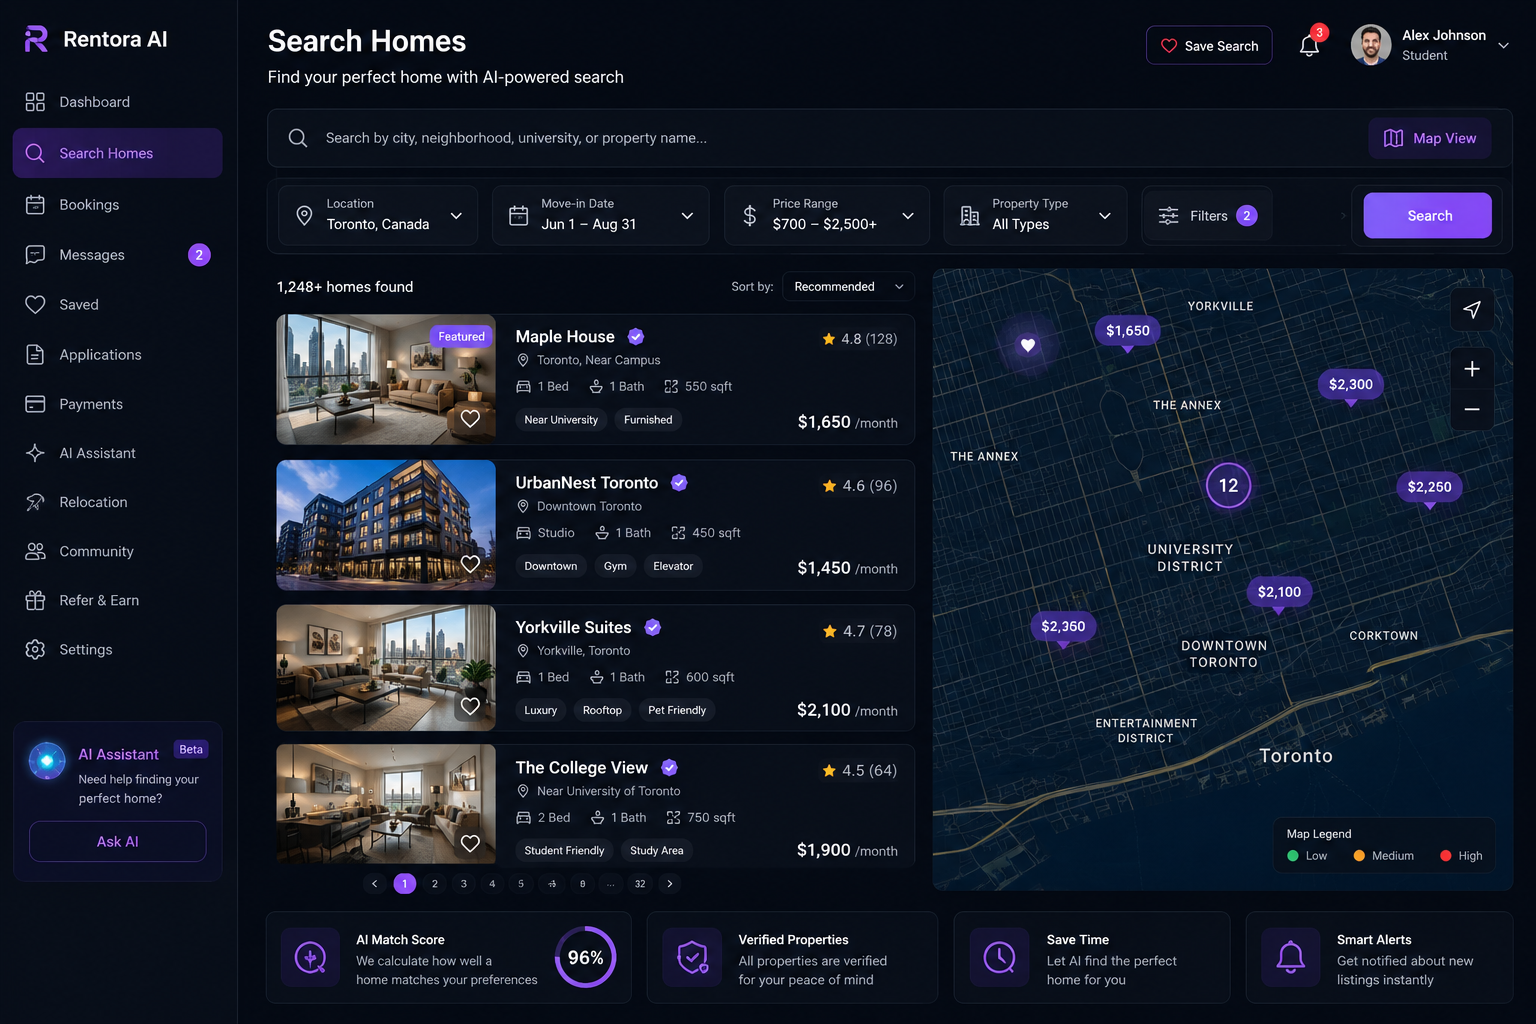 Rentora AI
Dashboard
Search Homes
Bookings
Messages
2
Saved
Applications
Payments
AI Assistant
Relocation
Community
Refer & Earn
Settings
AI Assistant
Beta
Need help finding your
perfect home?
Ask AI
Search Homes
Find your perfect home with AI-powered search
Save Search
3
Alex Johnson
Student
Search by city, neighborhood, university, or property name...
Map View
Location
Toronto, Canada
Move-in Date
Jun 1 – Aug 31
Price Range
$700 – $2,500+
Property Type
All Types
Filters
2
Search
1,248+ homes found
Sort by:
Recommended
Featured
Maple House
4.8 (128)
Toronto, Near Campus
1 Bed
1 Bath
550 sqft
Near University
Furnished
$1,650 /month
UrbanNest Toronto
4.6 (96)
Downtown Toronto
Studio
1 Bath
450 sqft
Downtown
Gym
Elevator
$1,450 /month
Yorkville Suites
4.7 (78)
Yorkville, Toronto
1 Bed
1 Bath
600 sqft
Luxury
Rooftop
Pet Friendly
$2,100 /month
The College View
4.5 (64)
Near University of Toronto
2 Bed
1 Bath
750 sqft
Student Friendly
Study Area
$1,900 /month
1
2
3
4
5
...
32
YORKVILLE
$1,650
$2,300
THE ANNEX
THE ANNEX
12
$2,250
UNIVERSITY
DISTRICT
$2,100
$2,350
CORKTOWN
DOWNTOWN
TORONTO
ENTERTAINMENT
DISTRICT
Toronto
Map Legend
Low
Medium
High
AI Match Score
We calculate how well a
home matches your preferences
96%
Verified Properties
All properties are verified
for your peace of mind
Save Time
Let AI find the perfect
home for you
Smart Alerts
Get notified about new
listings instantly